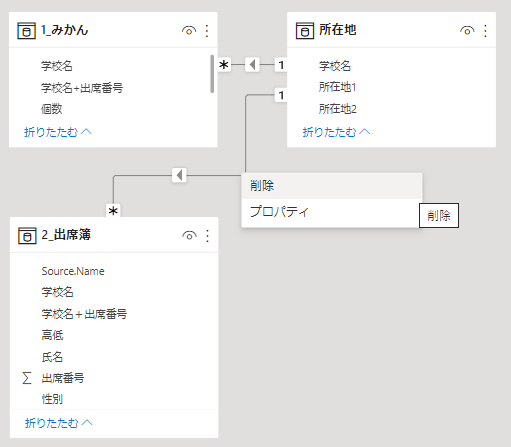 1_みかん
学校名
学校名+出席番号
個数
折りたたむ
* 1
所在地
学校名
所在地1
所在地2
折りたたむ
1
削除
プロパティ
削除
*
2_出席簿
Source.Name
学校名
学校名＋出席番号
高低
氏名
∑ 出席番号
性別
折りたたむ